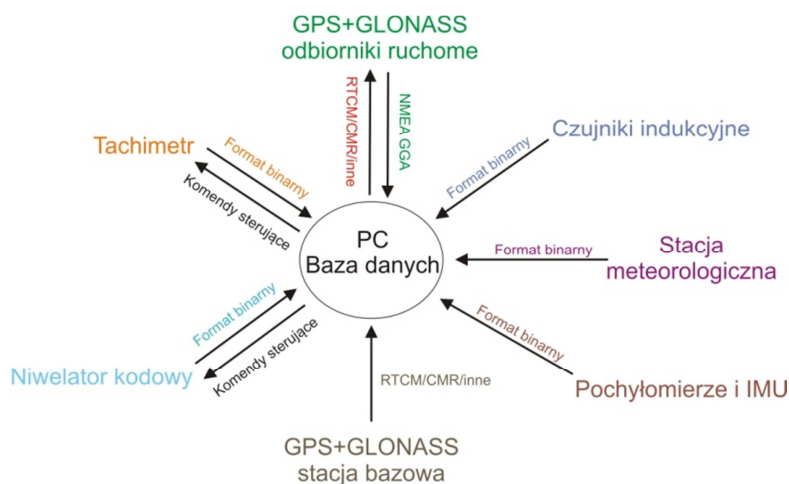 GPS+GLONASS
odbiorniki ruchome
RTCM/CMR/inne
NMEA GGA
Tachimetr
Format binarny
Komendy sterujące
Czujniki indukcyjne
Format binarny
PC
Baza danych
Format binarny
Stacja
meteorologiczna
Format binarny
Komendy sterujące
Niwelator kodowy
Format binarny
Pochyłomierze i IMU
RTCM/CMR/inne
GPS+GLONASS
stacja bazowa